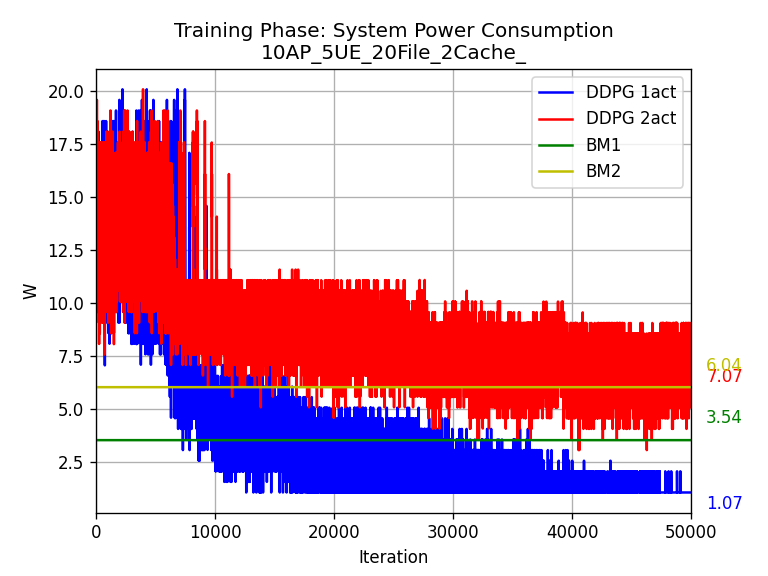 Training Phase: System Power Consumption
10AP_5UE_20File_2Cache_
W
20.0
17.5
15.0
12.5
10.0
7.5
5.0
2.5
DDPG 1act
DDPG 2act
BM1
BM2
6.04
7.07
3.54
1.07
0
10000
20000
30000
40000
50000
Iteration